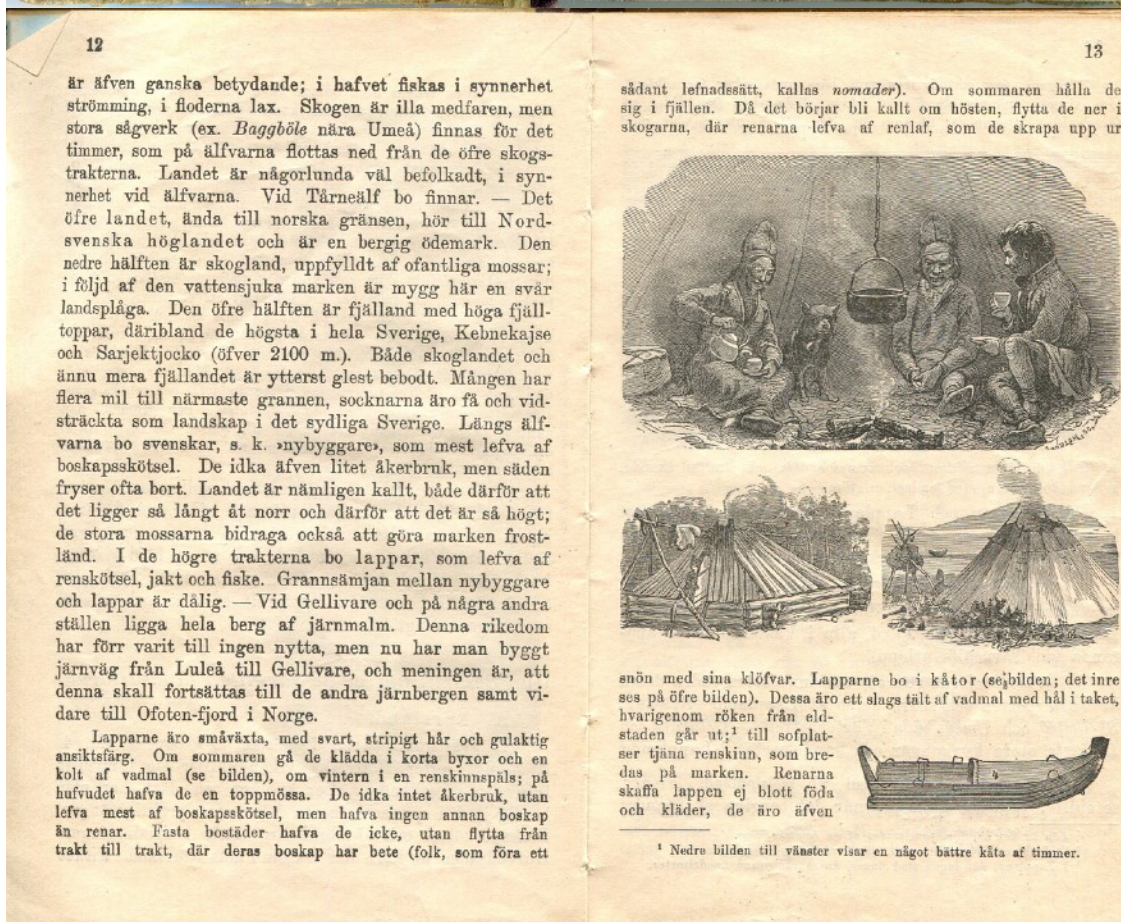 12
är äfven ganska betydande; i hafvet fiskas i synnerhet
strömming, i floderna lax. Skogen är illa medfaren, men
stora sågverk (ex. Baggböle nära Umeå) finnas för det
timmer, som på älfvarna flottas ned från de öfre skogs-
trakterna. Landet är någorlunda väl befolkadt, i syn-
nerhet vid älfvarna. Vid Tårneälf bo finnar. — Det
öfre landet, ända till norska gränsen, hör till Nord-
svenska höglandet och är en bergig ödemark. Den
nedre hälften är skogland, uppfylldt af ofantliga mossar;
i följd af den vattensjuka marken är mygg här en svår
landsplåga. Den öfre hälften är fjälland med höga fjäll-
toppar, däribland de högsta i hela Sverige, Kebnekajse
och Sarjektjocko (öfver 2100 m.). Både skoglandet och
ännu mera fjällandet är ytterst glest bebodt. Mången har
flera mil till närmaste grannen, socknarna äro få och vid-
sträckta som landskap i det sydliga Sverige. Längs älf-
varna bo svenskar, s. k. »nybyggare», som mest lefva af
boskapsskötsel. De idka äfven litet åkerbruk, men säden
fryser ofta bort. Landet är nämligen kallt, både därför att
det ligger så långt åt norr och därför att det är så högt;
de stora mossarna bidraga också att göra marken frost-
länd. I de högre trakterna bo lappar, som lefva af
renskötsel, jakt och fiske. Grannsämjan mellan nybyggare
och lappar är dålig. — Vid Gellivare och på några andra
ställen ligga hela berg af järnmalm. Denna rikedom
har förr varit till ingen nytta, men nu har man byggt
järnväg från Luleå till Gellivare, och meningen är, att
denna skall fortsättas till de andra järnbergen samt vi-
dare till Ofoten-fjord i Norge.
Lapparne äro småväxta, med svart, stripigt hår och gulaktig
ansiktsfärg. Om sommaren gå de klädda i korta byxor och en
kolt af vadmal (se bilden), om vintern i en renskinnspäls; på
hufvudet hafva de en toppmössa. De idka intet åkerbruk, utan
lefva mest af boskapsskötsel, men hafva ingen annan boskap
än renar. Fasta bostäder hafva de icke, utan flytta från
trakt till trakt, där deras boskap har bete (folk, som föra ett
13
sådant lefnadssätt, kallas nomader). Om sommaren hålla de
sig i fjällen. Då det börjar bli kallt om hösten, flytta de ner i
skogarna, där renarna lefva af renlaf, som de skrapa upp ur
snön med sina klöfvar. Lapparne bo i kåtor (se bilden; det inre
ses på öfre bilden). Dessa äro ett slags tält af vadmal med hål i taket,
hvarigenom röken från eld-
staden går ut;¹ till sofplat-
ser tjäna renskinn, som bre-
das på marken. Renarna
skaffa lappen ej blott föda
och kläder, de äro äfven
¹ Nedre bilden till vänster visar en något bättre kåta af timmer.